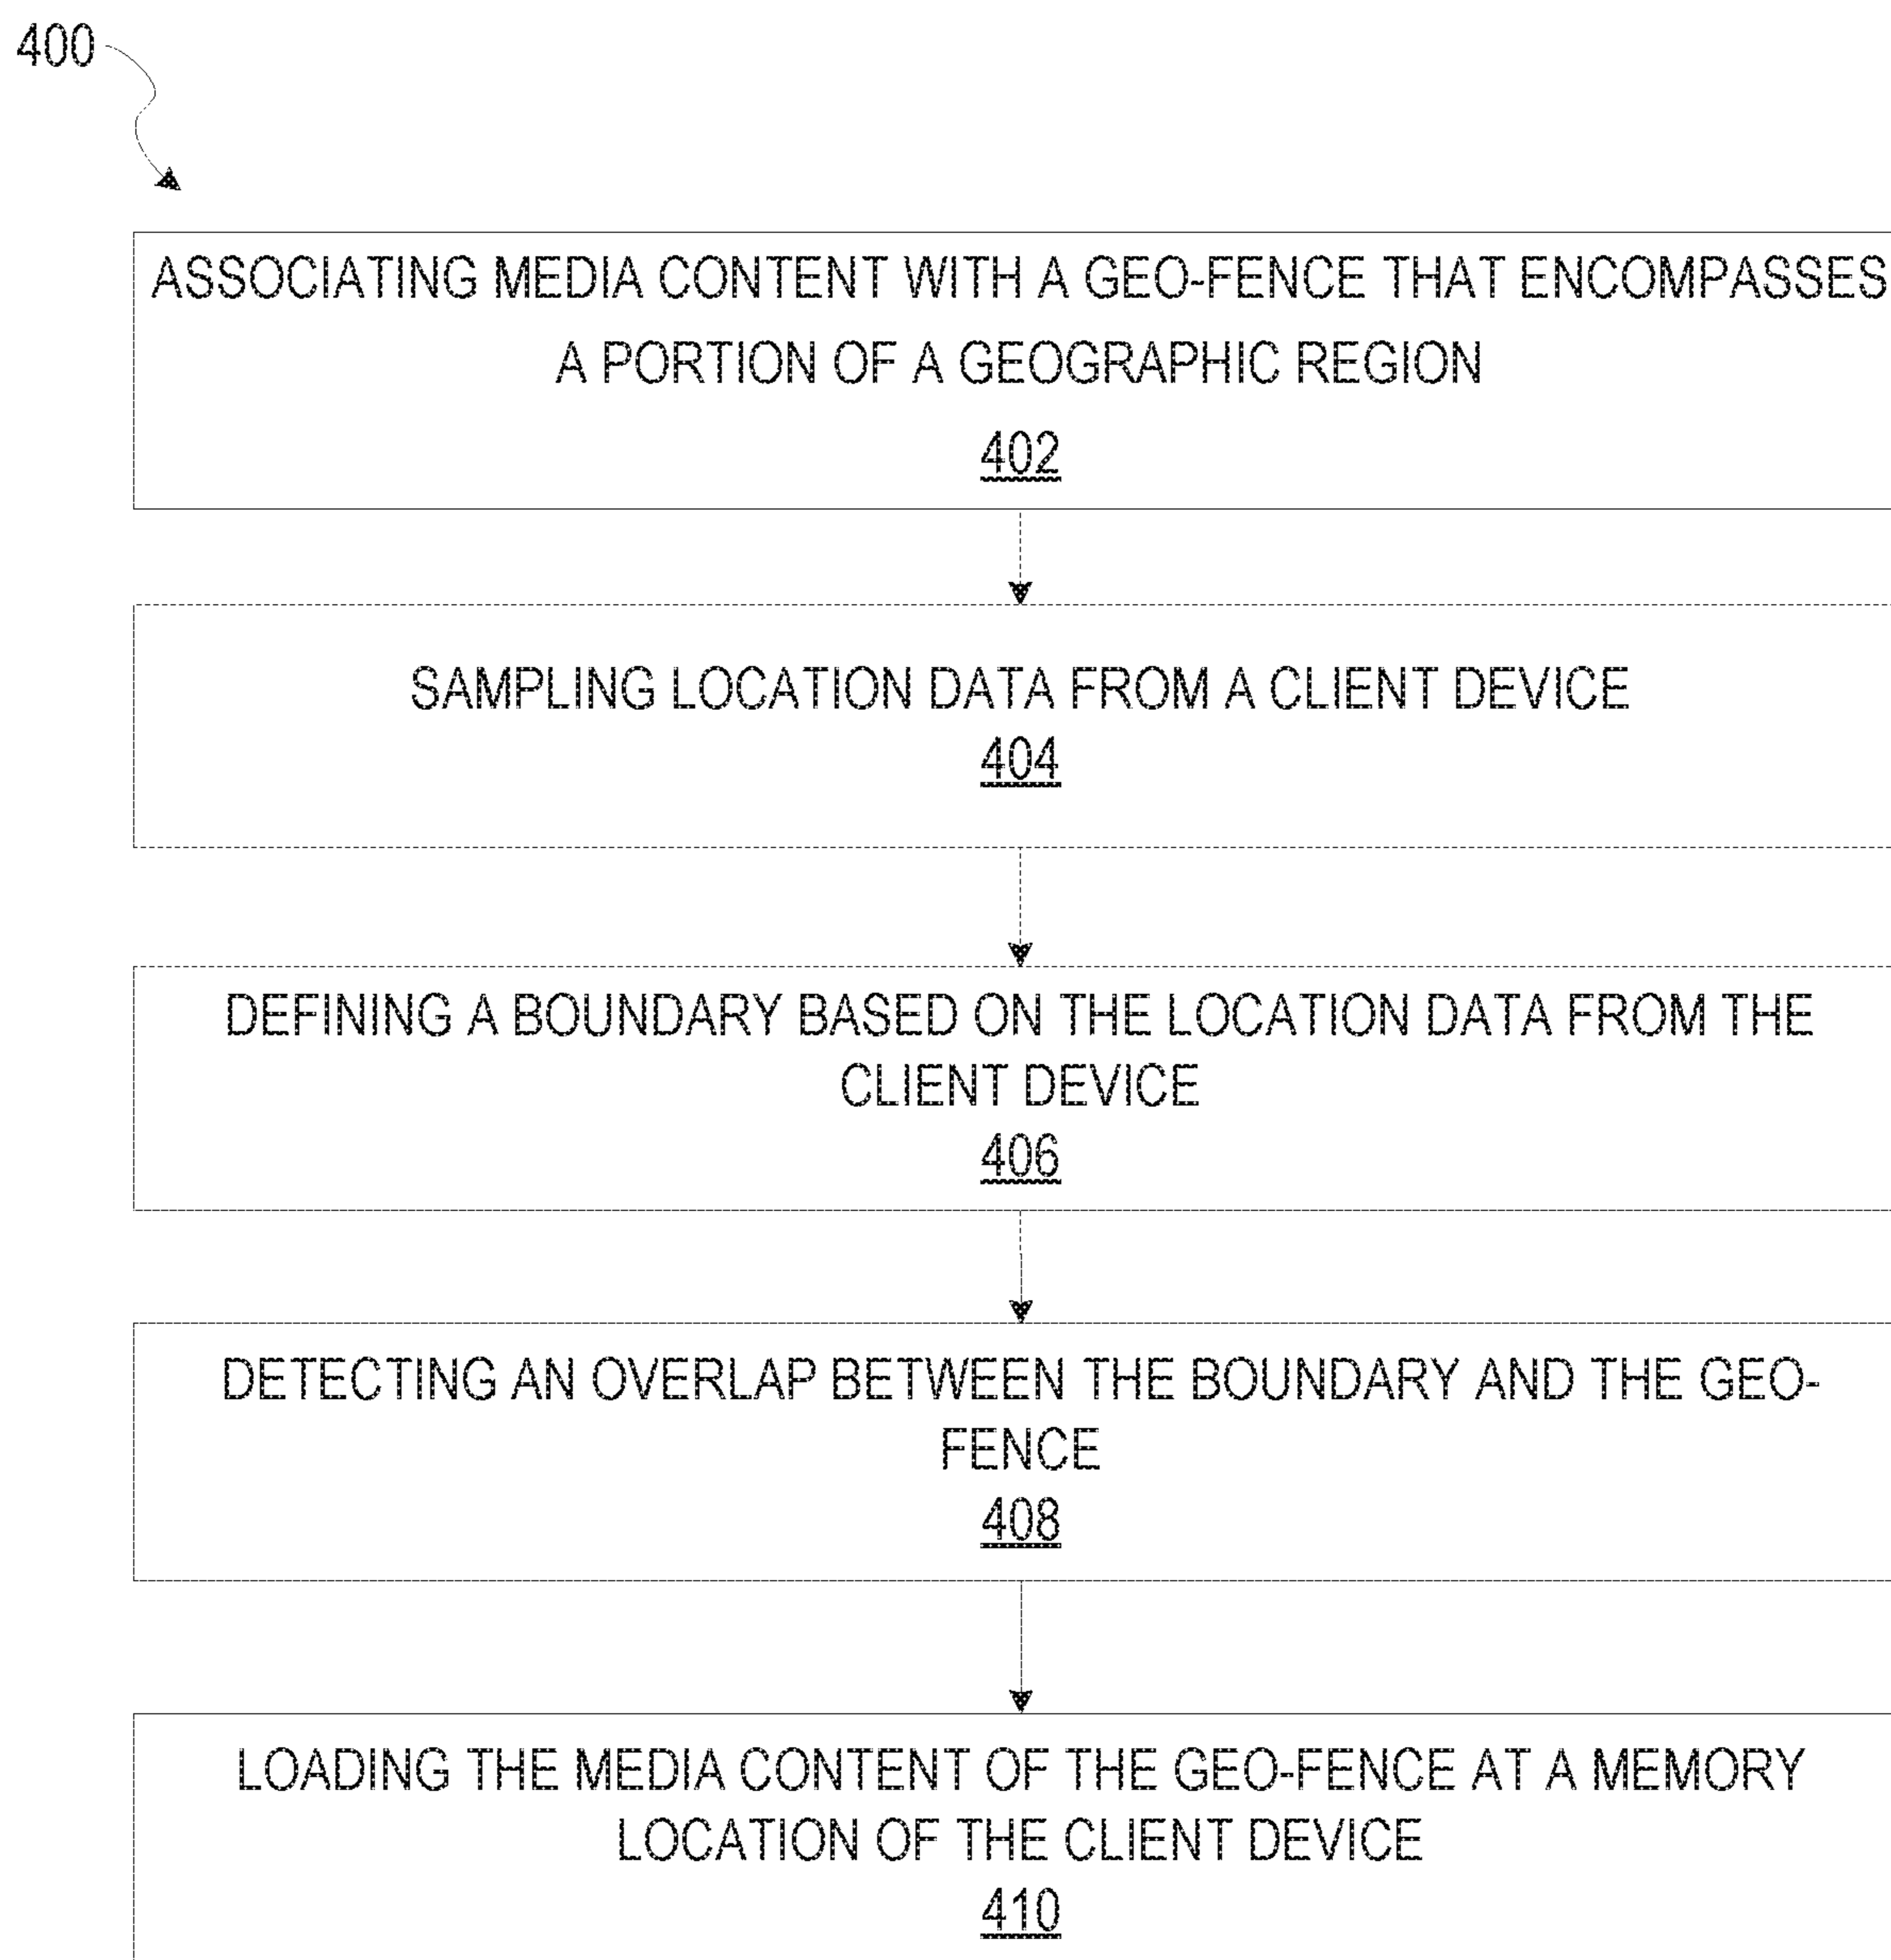 400
ASSOCIATING MEDIA CONTENT WITH A GEO-FENCE THAT ENCOMPASSES
A PORTION OF A GEOGRAPHIC REGION
402
SAMPLING LOCATION DATA FROM A CLIENT DEVICE
404
DEFINING A BOUNDARY BASED ON THE LOCATION DATA FROM THE
CLIENT DEVICE
406
DETECTING AN OVERLAP BETWEEN THE BOUNDARY AND THE GEO-
FENCE
408
LOADING THE MEDIA CONTENT OF THE GEO-FENCE AT A MEMORY
LOCATION OF THE CLIENT DEVICE
410